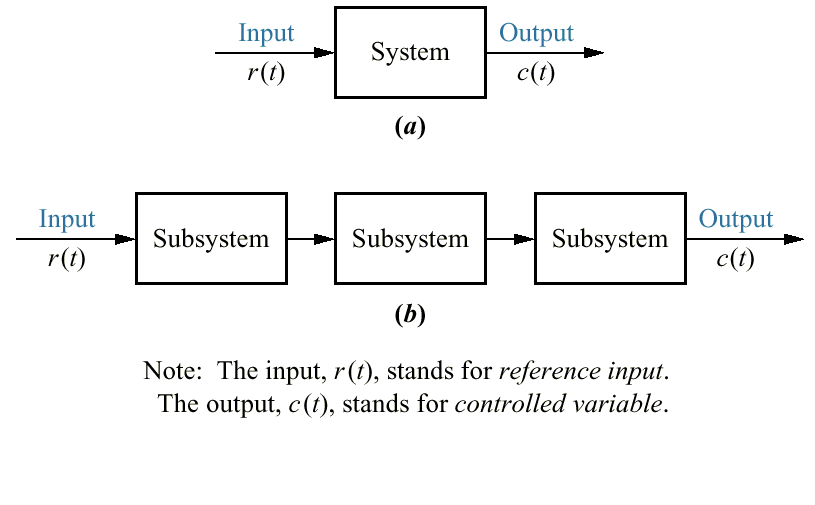 Input
System
Output
r(t)
c(t)
(a)
Input
Subsystem
Subsystem
Subsystem
Output
r(t)
c(t)
(b)
Note: The input, r(t), stands for reference input.
The output, c(t), stands for controlled variable.